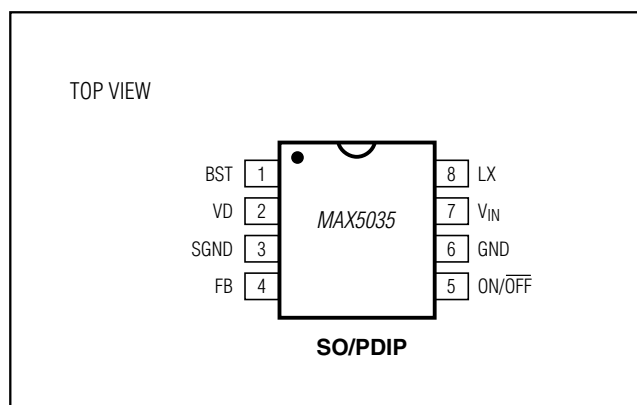 TOP VIEW
BST 1 8 LX
VD 2 MAX5035 7 VIN
SGND 3 6 GND
FB 4 5 ON/OFF
SO/PDIP